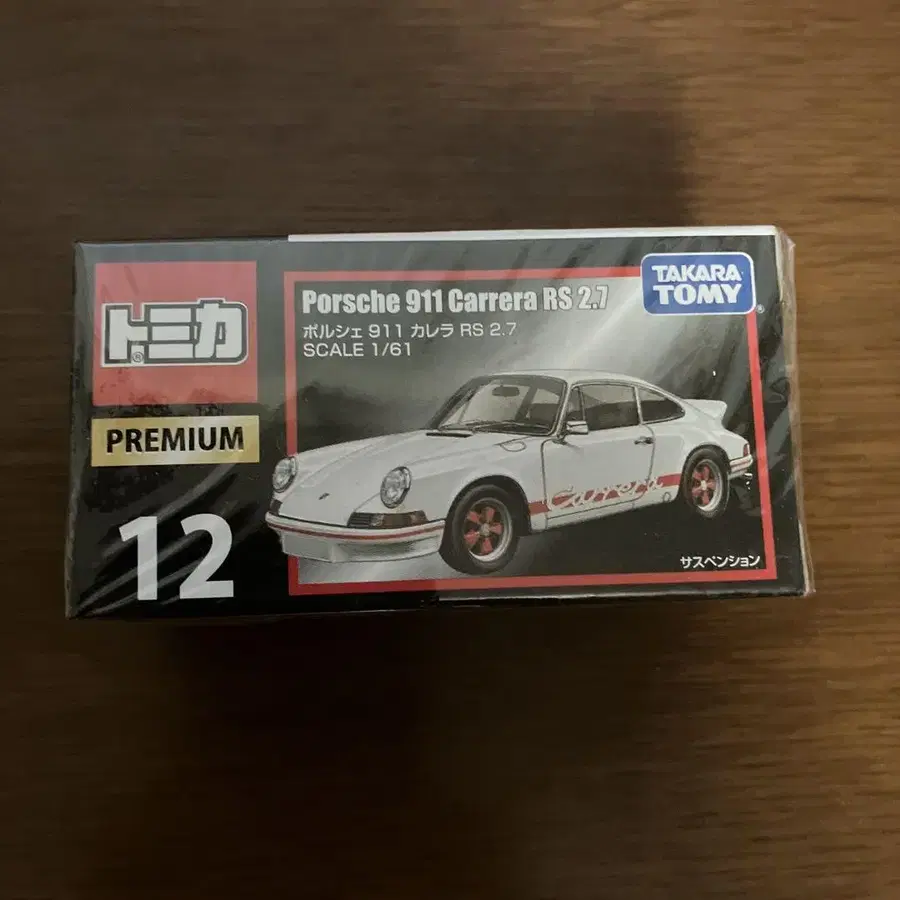 トミカ
®
PREMIUM
12
Porsche 911 Carrera RS 2.7
ポルシェ 911 カレラ RS 2.7
SCALE 1/61
TAKARA
TOMY
®
Carrera
サスペンション